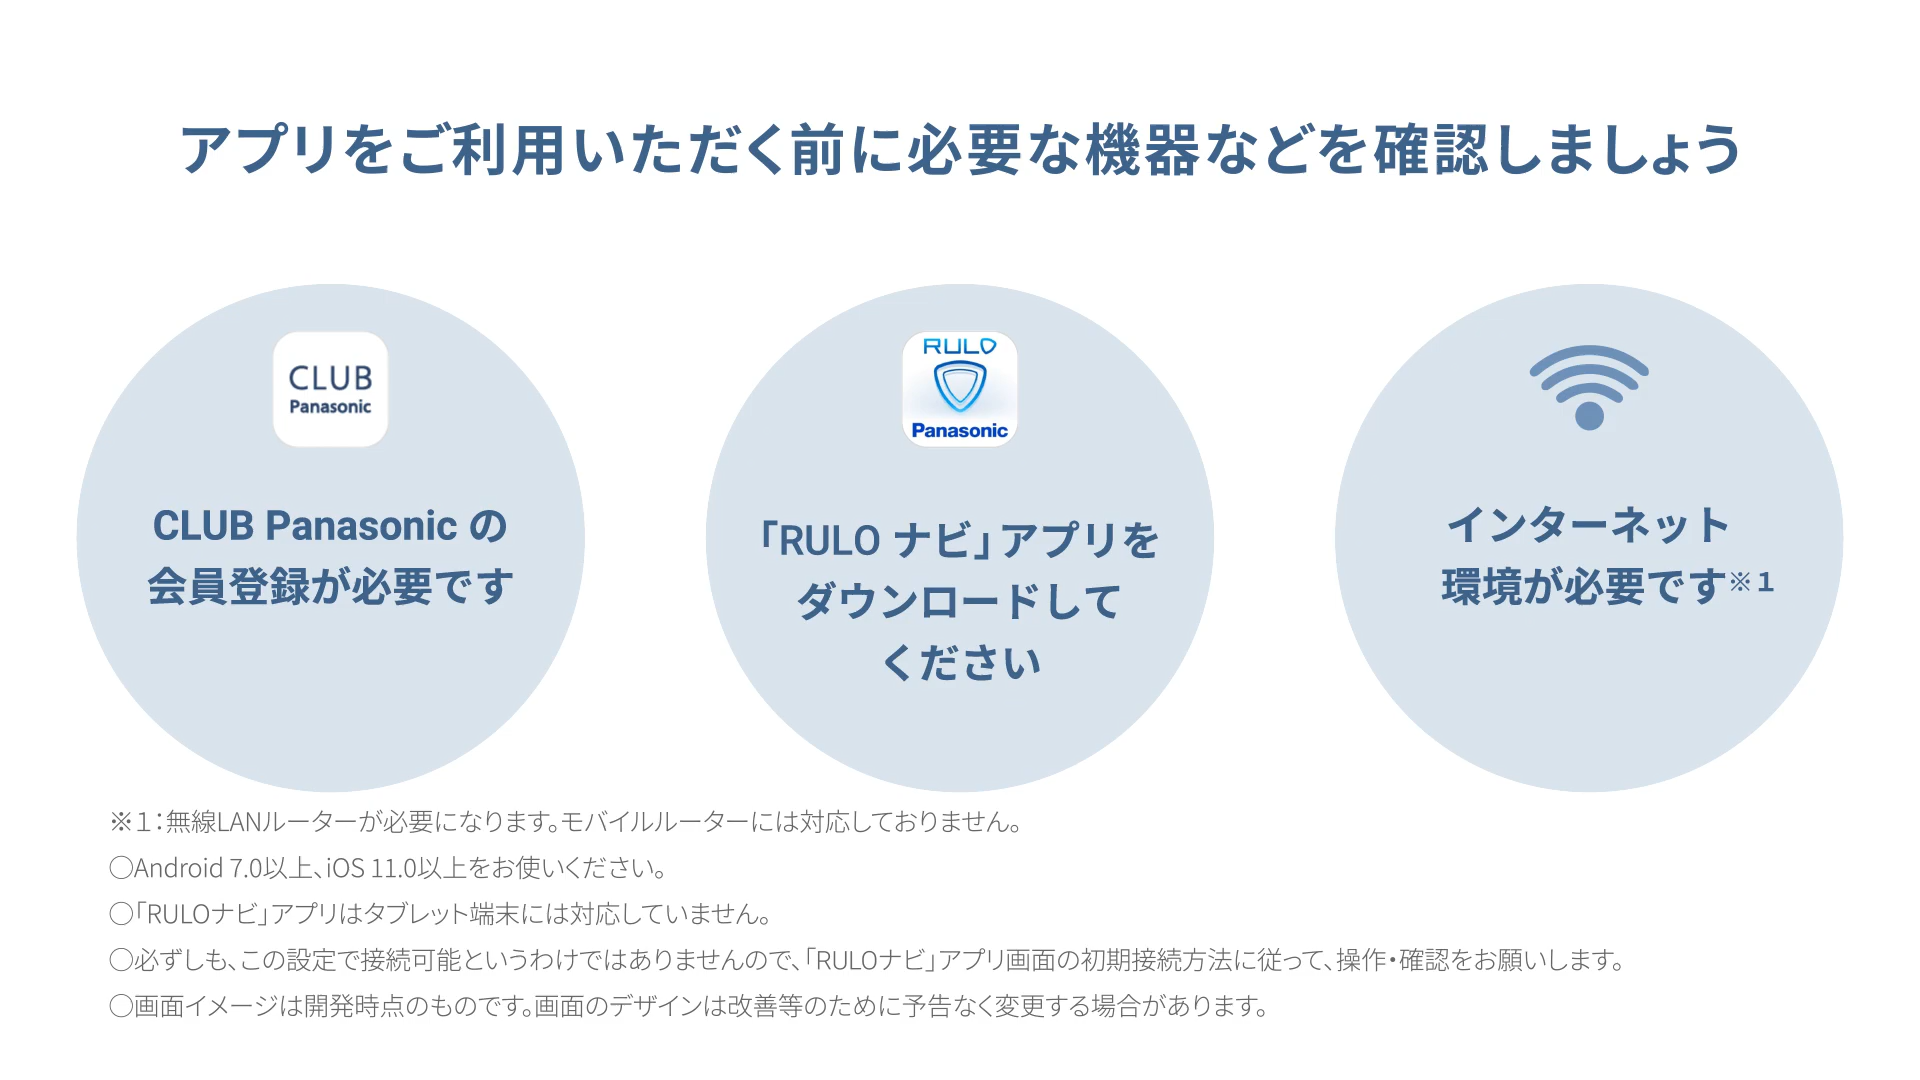 アプリをご利用いただく前に必要な機器などを確認しましょう
CLUB
Panasonic
CLUB Panasonic の
会員登録が必要です
RULO
Panasonic
「RULO ナビ」アプリを
ダウンロードして
ください
インターネット
環境が必要です※１
※１：無線LANルーターが必要になります。モバイルルーターには対応しておりません。
○Android 7.0以上、iOS 11.0以上をお使いください。
○「RULOナビ」アプリはタブレット端末には対応していません。
○必ずしも、この設定で接続可能というわけではありませんので、「RULOナビ」アプリ画面の初期接続方法に従って、操作・確認をお願いします。
○画面イメージは開発時点のものです。画面のデザインは改善等のために予告なく変更する場合があります。